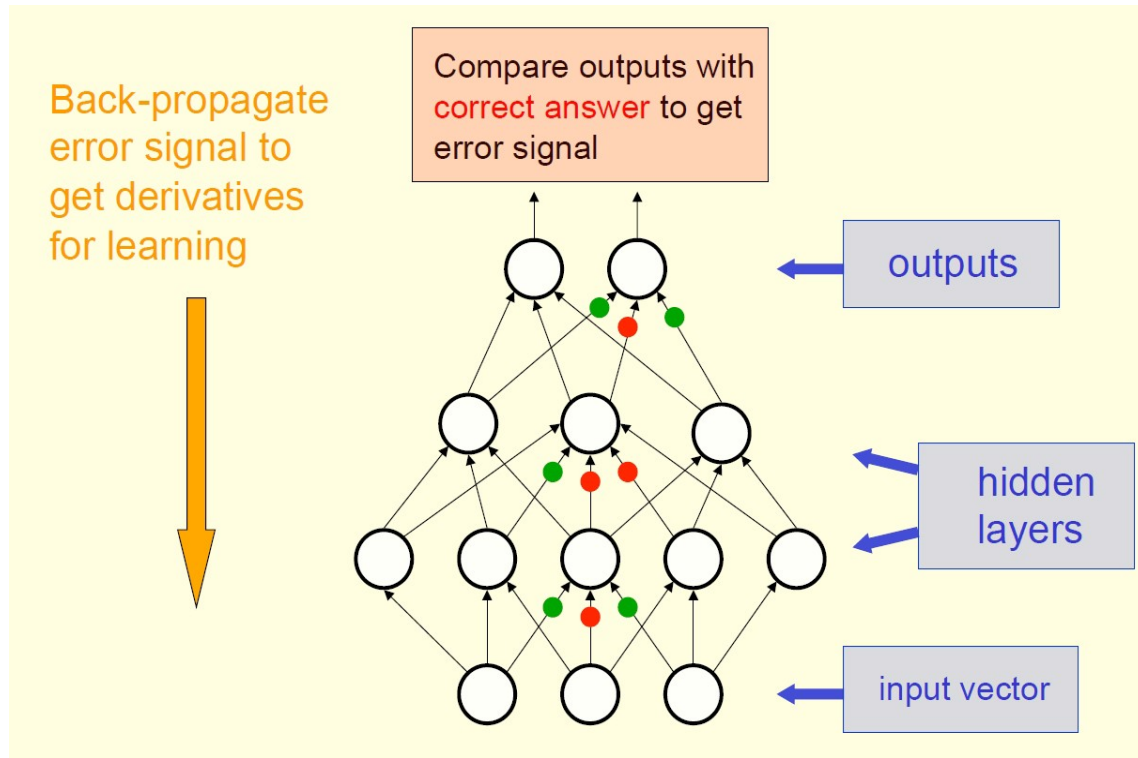 Compare outputs with
correct answer to get
error signal
Back-propagate
error signal to
get derivatives
for learning
outputs
hidden
layers
input vector